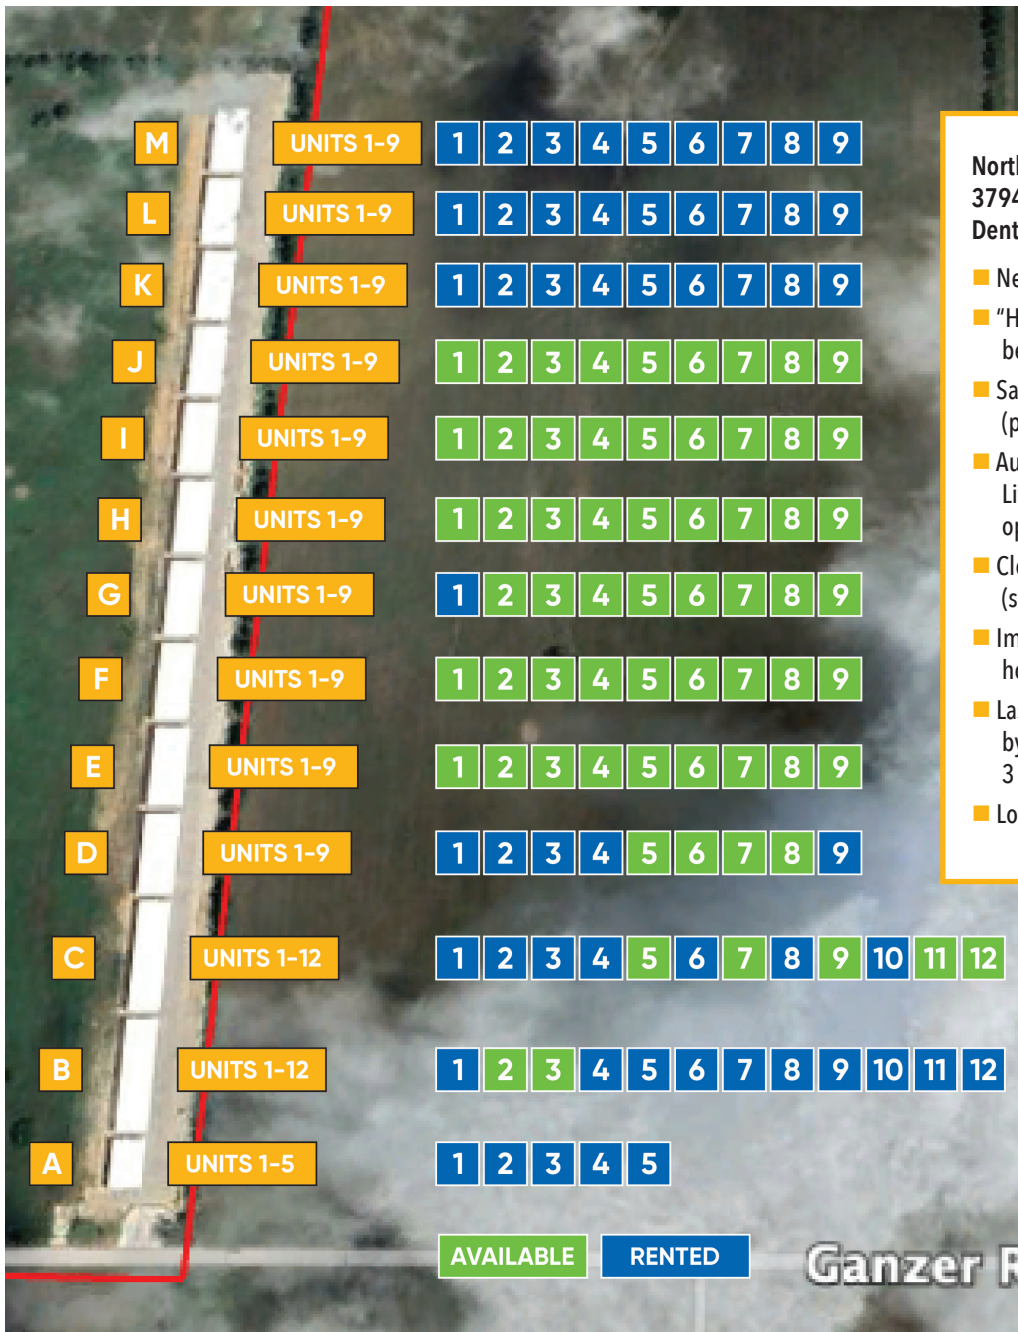 M UNITS 1-9 1 2 3 4 5 6 7 8 9
L UNITS 1-9 1 2 3 4 5 6 7 8 9
K UNITS 1-9 1 2 3 4 5 6 7 8 9
J UNITS 1-9 1 2 3 4 5 6 7 8 9
I UNITS 1-9 1 2 3 4 5 6 7 8 9
H UNITS 1-9 1 2 3 4 5 6 7 8 9
G UNITS 1-9 1 2 3 4 5 6 7 8 9
F UNITS 1-9 1 2 3 4 5 6 7 8 9
E UNITS 1-9 1 2 3 4 5 6 7 8 9
D UNITS 1-9 1 2 3 4 5 6 7 8 9
C UNITS 1-12 1 2 3 4 5 6 7 8 9 10 11 12
B UNITS 1-12 1 2 3 4 5 6 7 8 9 10 11 12
A UNITS 1-5 1 2 3 4 5
AVAILABLE RENTED
Ganzer
3794
(p
by
3